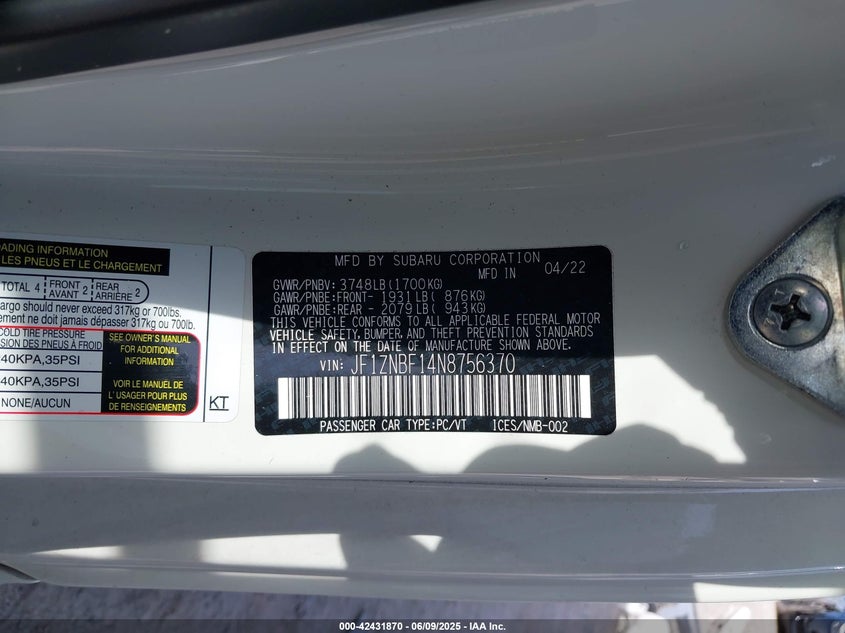 ADING INFORMATION
LES PNEUS ET LE CHARGEMENT
TOTAL 4 FRONT 2 REAR 2
AVANT ARRIÈRE
argo should never exceed 317kg or 700lbs.
ne doit jamais dépasser 317kg ou 700lb.
COLD TIRE PRESSURE
SION DES PNEUS À FROID
40KPA,35PSI
40KPA,35PSI
NONE/AUCUN
SEE OWNER'S MANUAL
FOR ADDITIONAL
INFORMATION
VOIR LE MANUEL DE
L' USAGER POUR PLUS
DE RENSEIGNEMENTS
KT
MFD BY SUBARU CORPORATION
MFD IN 04/22
GVWR/PNBV: 3748LB(1700KG)
GAWR/PNBE:FRONT- 1931LB( 876KG)
GAWR/PNBE:REAR - 2079LB( 943KG)
THIS VEHICLE CONFORMS TO ALL APPLICABLE FEDERAL MOTOR
VEHICLE SAFETY, BUMPER, AND THEFT PREVENTION STANDARDS
IN EFFECT ON THE DATE OF MANUFACTURE SHOWN ABOVE.
VIN: JF1ZNBF14N8756370
PASSENGER CAR TYPE:PC/VT ICES/NMB-002
000-42431870 - 06/09/2025 - IAA Inc.